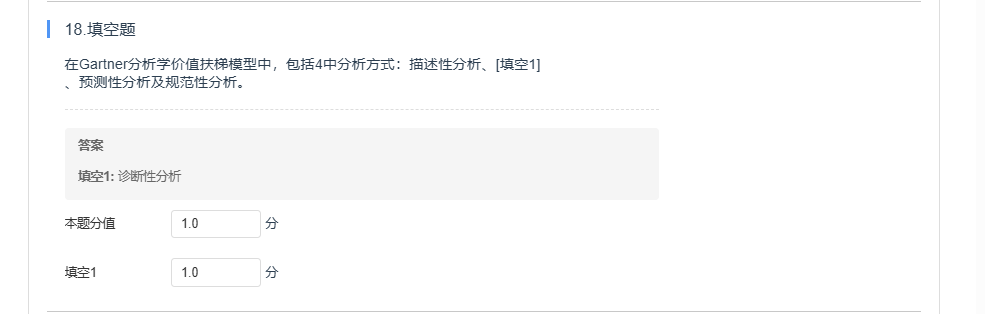 18.填空题
在Gartner分析学价值扶梯模型中，包括4中分析方式：描述性分析、[填空1]
、预测性分析及规范性分析。
答案
填空1: 诊断性分析
本题分值 1.0 分
填空1 1.0 分